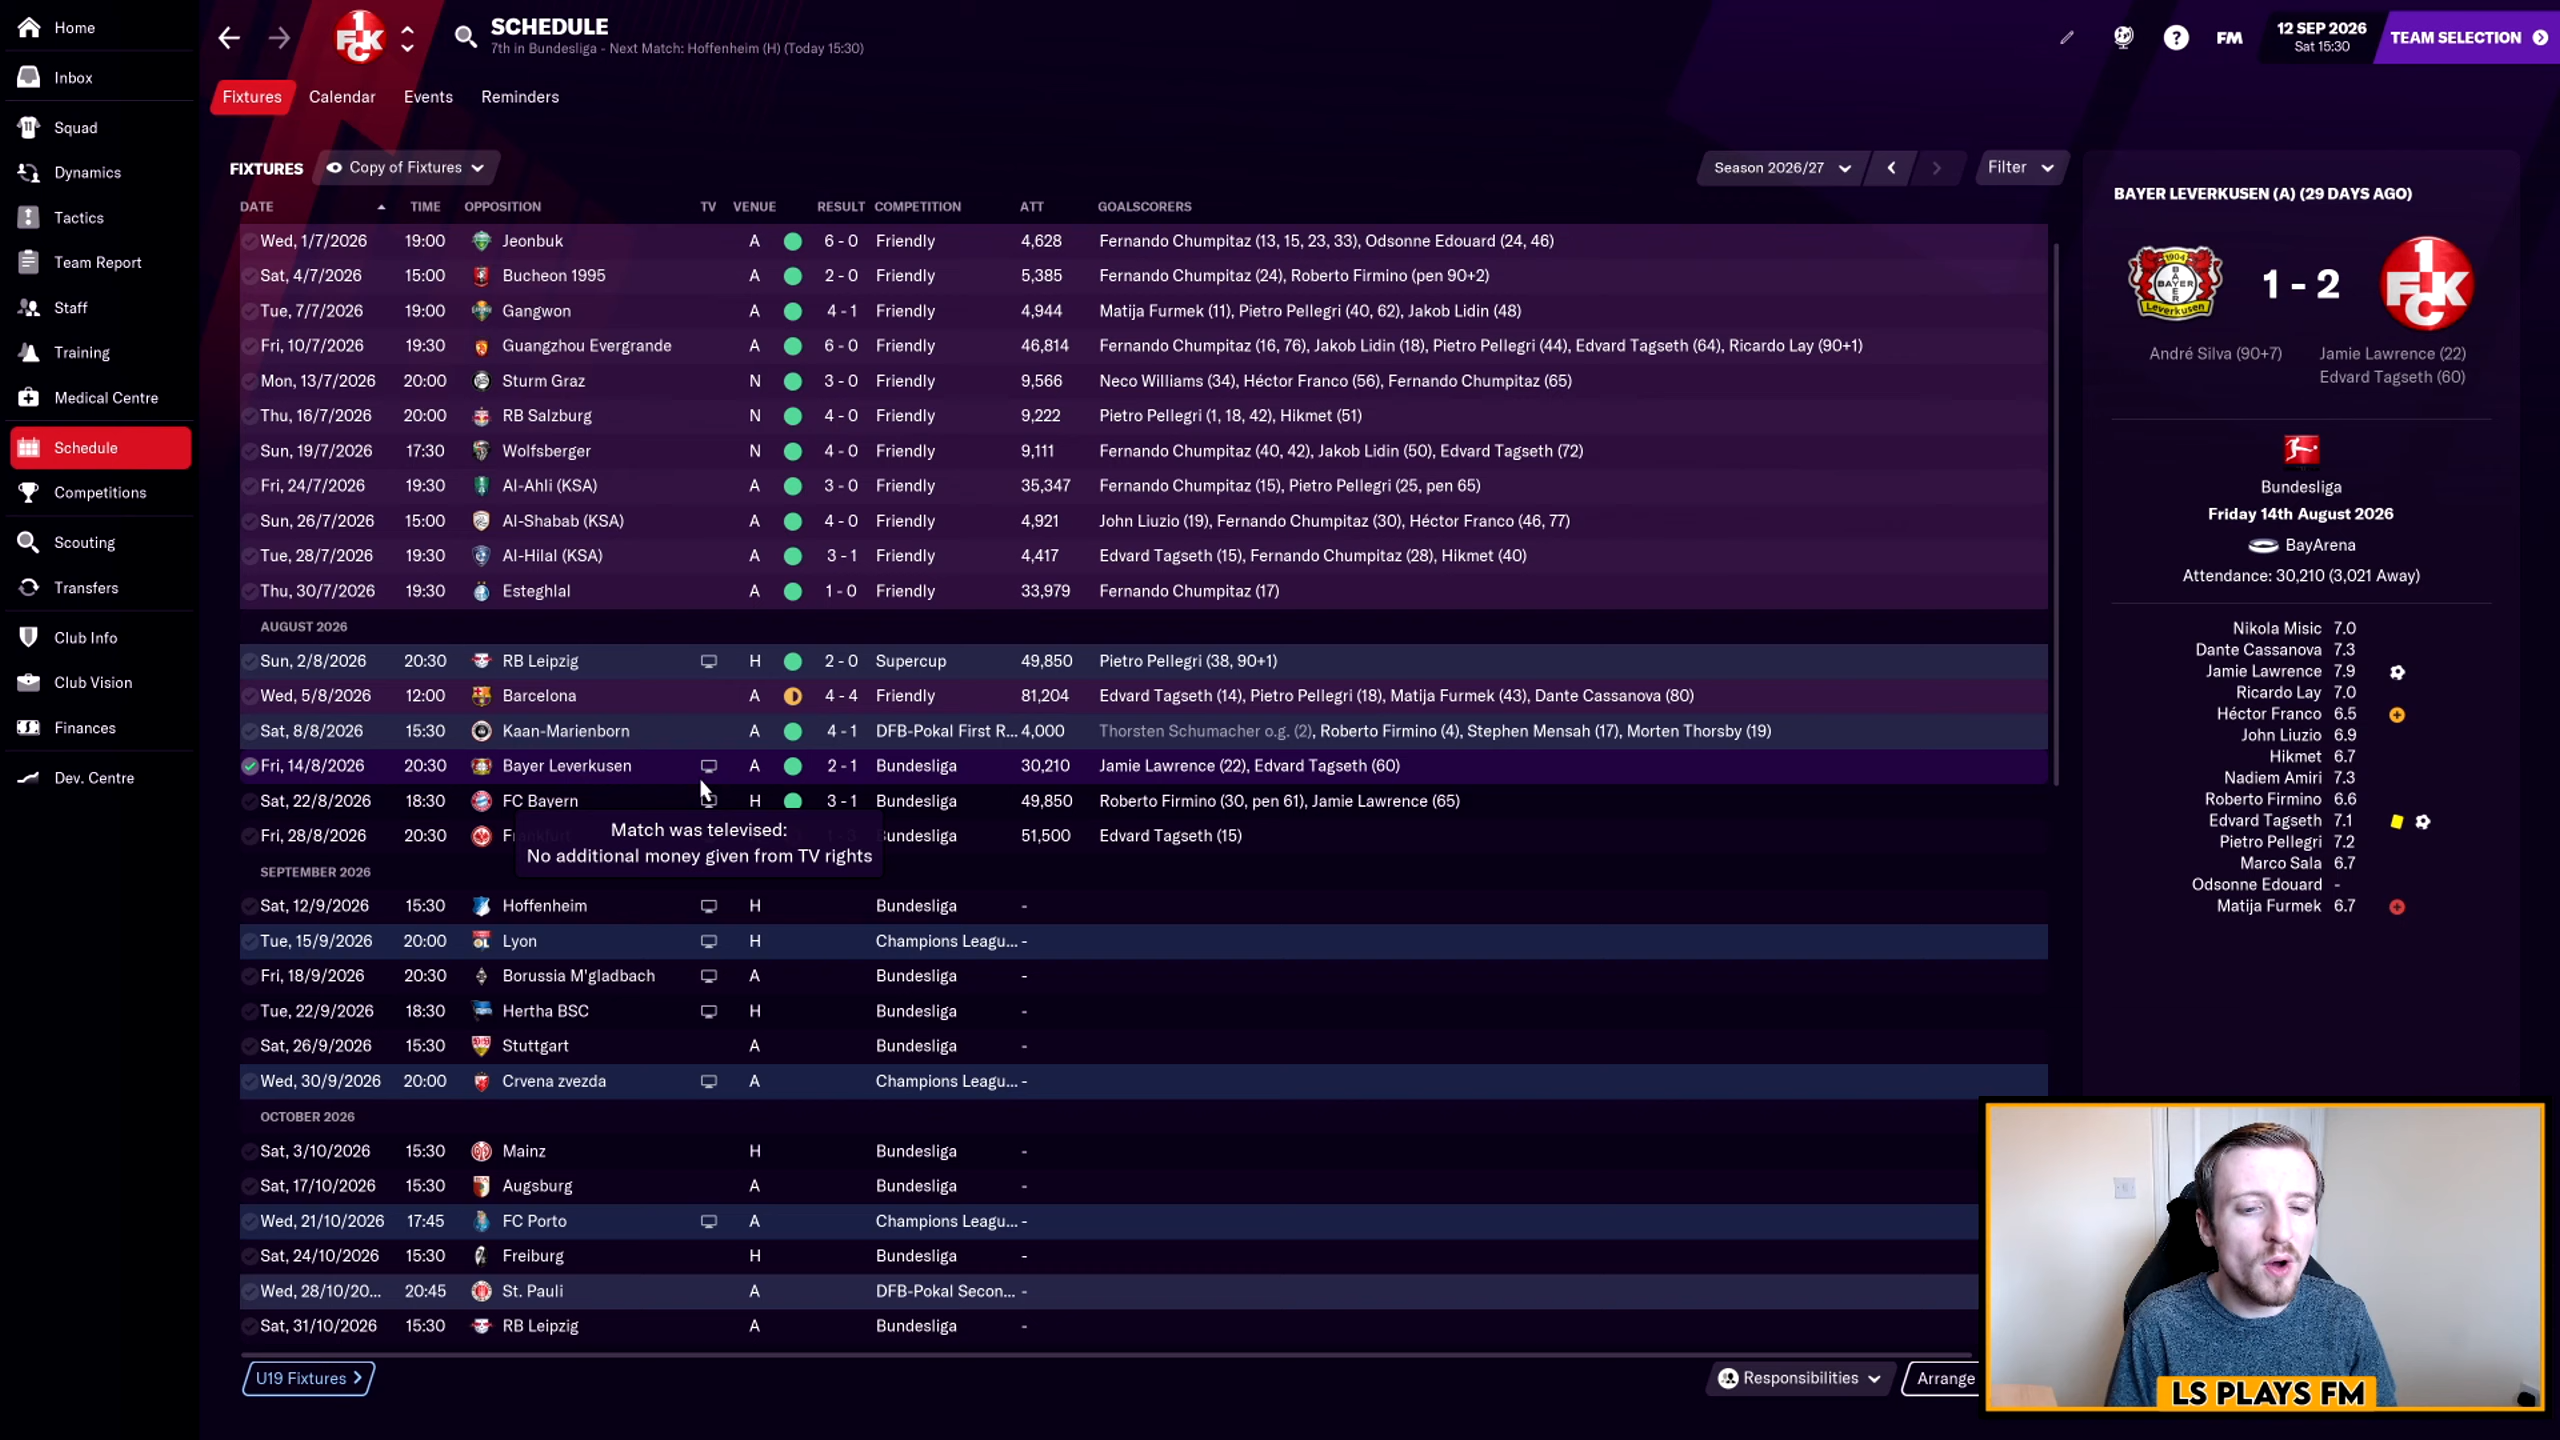 Home
Inbox
Squad
Dynamics
Tactics
Team Report
Staff
Training
Medical Centre
Schedule
Competitions
Scouting
Transfers
Club Info
Club Vision
Finances
Dev. Centre
SCHEDULE
7th in Bundesliga - Next Match: Hoffenheim (H) (Today 15:30)
FM
12 SEP 2026
Sat 15:30
TEAM SELECTION
Fixtures Calendar Events Reminders
FIXTURES Copy of Fixtures Season 2026/27 Filter
DATE TIME OPPOSITION TV VENUE RESULT COMPETITION ATT GOALSCORERS
Wed, 1/7/2026 19:00 Jeonbuk A 6 - 0 Friendly 4,628 Fernando Chumpitaz (13, 15, 23, 33), Odsonne Edouard (24, 46)
Sat, 4/7/2026 15:00 Bucheon 1995 A 2 - 0 Friendly 5,385 Fernando Chumpitaz (24), Roberto Firmino (pen 90+2)
Tue, 7/7/2026 19:00 Gangwon A 4 - 1 Friendly 4,944 Matija Furmek (11), Pietro Pellegri (40, 62), Jakob Lidin (48)
Fri, 10/7/2026 19:30 Guangzhou Evergrande A 6 - 0 Friendly 46,814 Fernando Chumpitaz (16, 76), Jakob Lidin (18), Pietro Pellegri (44), Edvard Tagseth (64), Ricardo Lay (90+1)
Mon, 13/7/2026 20:00 Sturm Graz N 3 - 0 Friendly 9,566 Neco Williams (34), Héctor Franco (56), Fernando Chumpitaz (65)
Thu, 16/7/2026 20:00 RB Salzburg N 4 - 0 Friendly 9,222 Pietro Pellegri (1, 18, 42), Hikmet (51)
Sun, 19/7/2026 17:30 Wolfsberger N 4 - 0 Friendly 9,111 Fernando Chumpitaz (40, 42), Jakob Lidin (50), Edvard Tagseth (72)
Fri, 24/7/2026 19:30 Al-Ahli (KSA) A 3 - 0 Friendly 35,347 Fernando Chumpitaz (15), Pietro Pellegri (25, pen 65)
Sun, 26/7/2026 15:00 Al-Shabab (KSA) A 4 - 0 Friendly 4,921 John Liuzio (19), Fernando Chumpitaz (30), Héctor Franco (46, 77)
Tue, 28/7/2026 19:30 Al-Hilal (KSA) A 3 - 1 Friendly 4,417 Edvard Tagseth (15), Fernando Chumpitaz (28), Hikmet (40)
Thu, 30/7/2026 19:30 Esteghlal A 1 - 0 Friendly 33,979 Fernando Chumpitaz (17)
AUGUST 2026
Sun, 2/8/2026 20:30 RB Leipzig H 2 - 0 Supercup 49,850 Pietro Pellegri (38, 90+1)
Wed, 5/8/2026 12:00 Barcelona A 4 - 4 Friendly 81,204 Edvard Tagseth (14), Pietro Pellegri (18), Matija Furmek (43), Dante Cassanova (80)
Sat, 8/8/2026 15:30 Kaan-Marienborn A 4 - 1 DFB-Pokal First R... 4,000 Thorsten Schumacher o.g. (2), Roberto Firmino (4), Stephen Mensah (17), Morten Thorsby (19)
Fri, 14/8/2026 20:30 Bayer Leverkusen A 2 - 1 Bundesliga 30,210 Jamie Lawrence (22), Edvard Tagseth (60)
Sat, 22/8/2026 18:30 FC Bayern H 3 - 1 Bundesliga 49,850 Roberto Firmino (30, pen 61), Jamie Lawrence (65)
Fri, 28/8/2026 20:30 Frankfurt 1 - 3 Bundesliga 51,500 Edvard Tagseth (15)
Match was televised:
No additional money given from TV rights
SEPTEMBER 2026
Sat, 12/9/2026 15:30 Hoffenheim H Bundesliga -
Tue, 15/9/2026 20:00 Lyon H Champions Leagu... -
Fri, 18/9/2026 20:30 Borussia M'gladbach A Bundesliga -
Tue, 22/9/2026 18:30 Hertha BSC H Bundesliga -
Sat, 26/9/2026 15:30 Stuttgart A Bundesliga -
Wed, 30/9/2026 20:00 Crvena zvezda A Champions Leagu... -
OCTOBER 2026
Sat, 3/10/2026 15:30 Mainz H Bundesliga -
Sat, 17/10/2026 15:30 Augsburg A Bundesliga -
Wed, 21/10/2026 17:45 FC Porto A Champions Leagu... -
Sat, 24/10/2026 15:30 Freiburg H Bundesliga -
Wed, 28/10/20... 20:45 St. Pauli A DFB-Pokal Secon... -
Sat, 31/10/2026 15:30 RB Leipzig A Bundesliga -
U19 Fixtures Responsibilities Arrange
BAYER LEVERKUSEN (A) (29 DAYS AGO)
1 - 2
André Silva (90+7) Jamie Lawrence (22)
Edvard Tagseth (60)
Bundesliga
Friday 14th August 2026
BayArena
Attendance: 30,210 (3,021 Away)
Nikola Misic 7.0
Dante Cassanova 7.3
Jamie Lawrence 7.9
Ricardo Lay 7.0
Héctor Franco 6.5
John Liuzio 6.9
Hikmet 6.7
Nadiem Amiri 7.3
Roberto Firmino 6.6
Edvard Tagseth 7.1
Pietro Pellegri 7.2
Marco Sala 6.7
Odsonne Edouard -
Matija Furmek 6.7
LS PLAYS FM